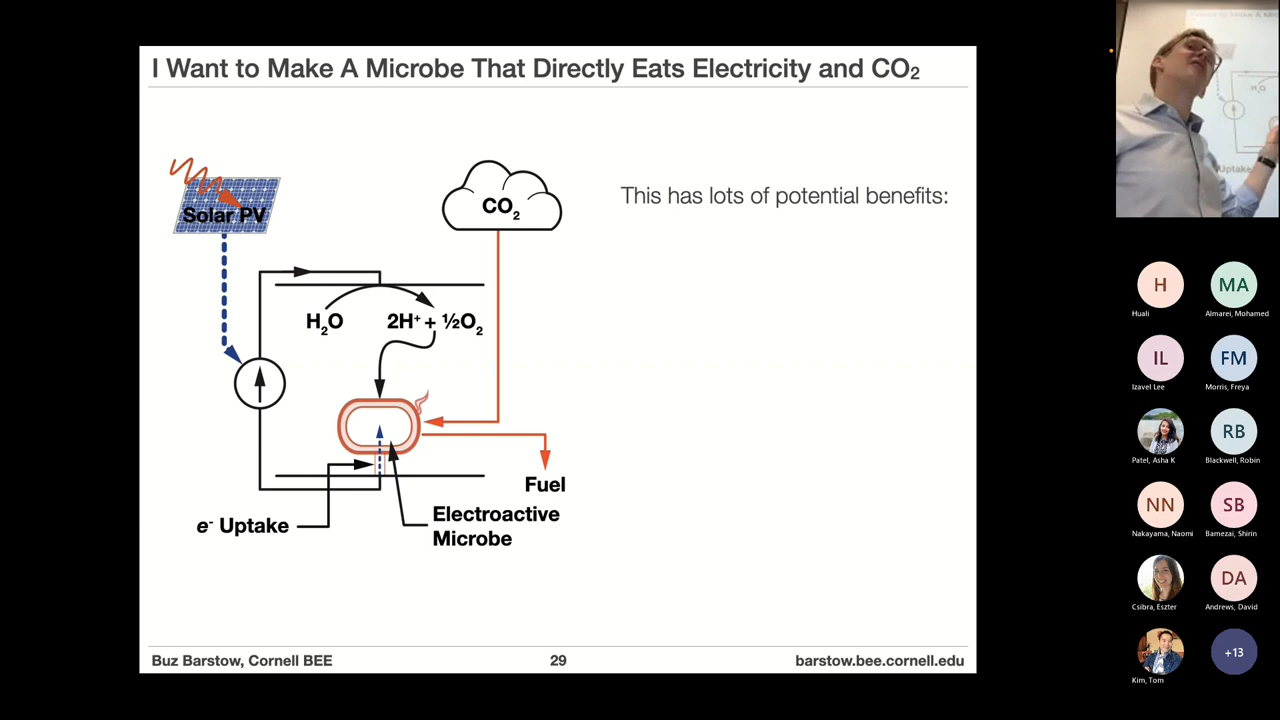 I Want to Make A Microbe That Directly Eats Electricity and CO₂
Solar PV
CO₂
This has lots of potential benefits:
H₂O
2H⁺ + ½O₂
Fuel
e⁻ Uptake
Electroactive
Microbe
Buz Barstow, Cornell BEE
29
barstow.bee.cornell.edu
H₂O
Uptake
H
MA
Huali
Almarei, Mohamed
IL
FM
Izavel Lee
Morris, Freya
RB
Patel, Asha K
Blackwell, Robin
NN
SB
Nakayama, Naomi
Bamezai, Shirin
DA
Csibra, Eszter
Andrews, David
+13
Kim, Tom